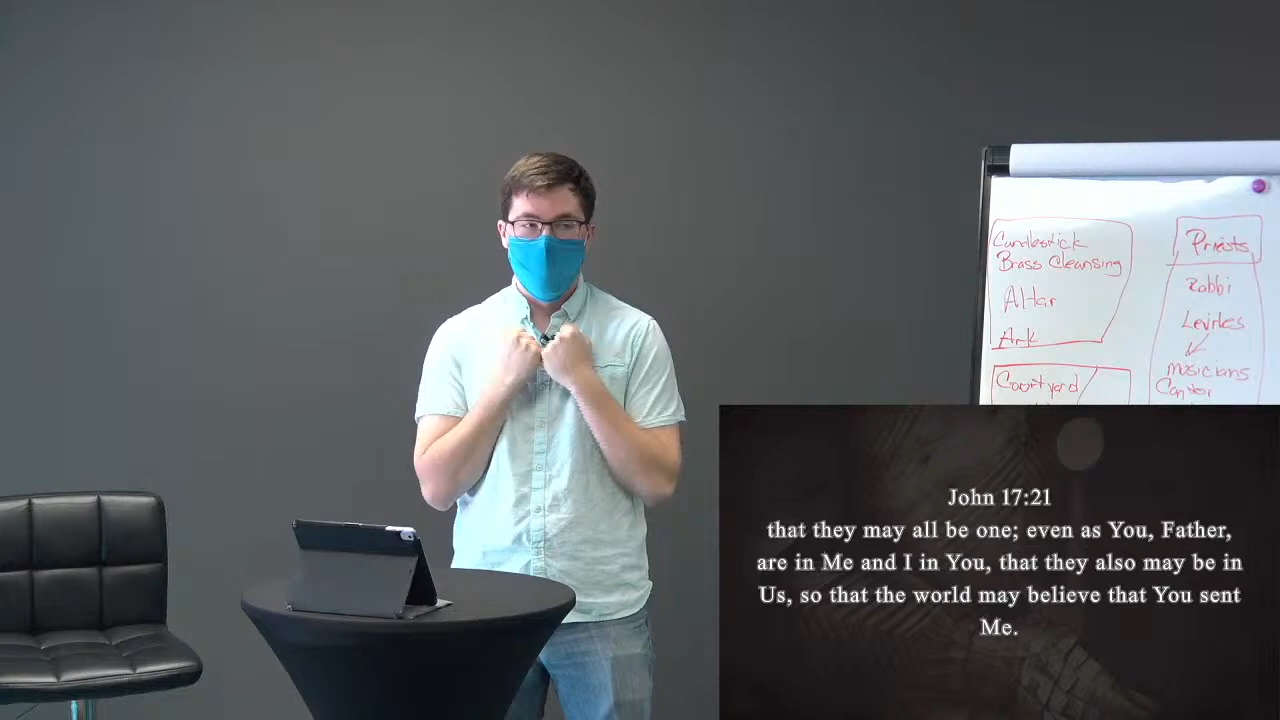 Candlestick
Brass Cleansing
Altar
Ark
Courtyard
Priests
Rabbi
Levites
musicians
Cantor
John 17:21
that they may all be one; even as You, Father,
are in Me and I in You, that they also may be in
Us, so that the world may believe that You sent
Me.